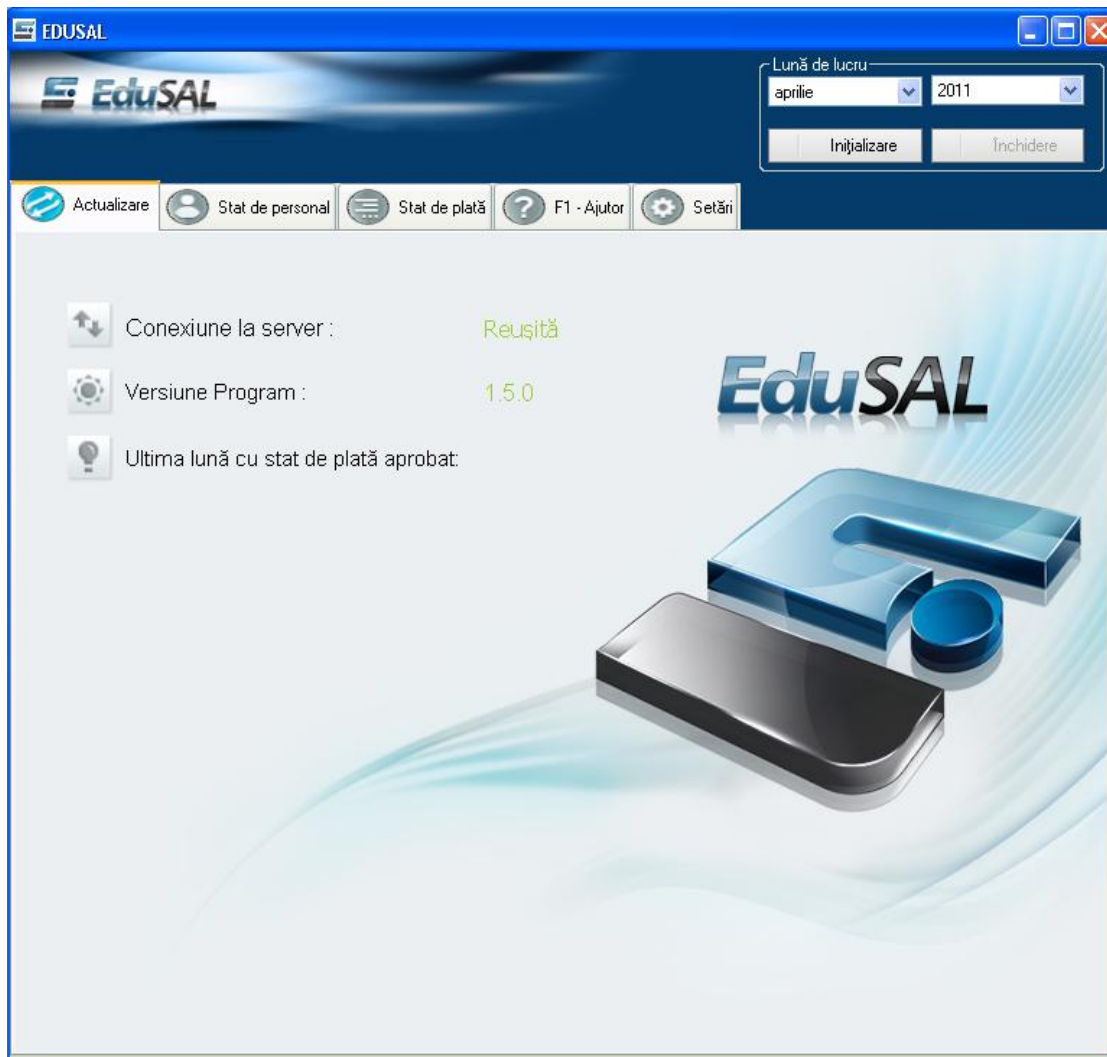 EDUSAL
EduSAL
Lună de lucru
aprilie 2011
Inițializare Închidere
Actualizare Stat de personal Stat de plată F1 - Ajutor Setări
Conexiune la server : Reușită
Versiune Program : 1.5.0
Ultima lună cu stat de plată aprobat:
EduSAL